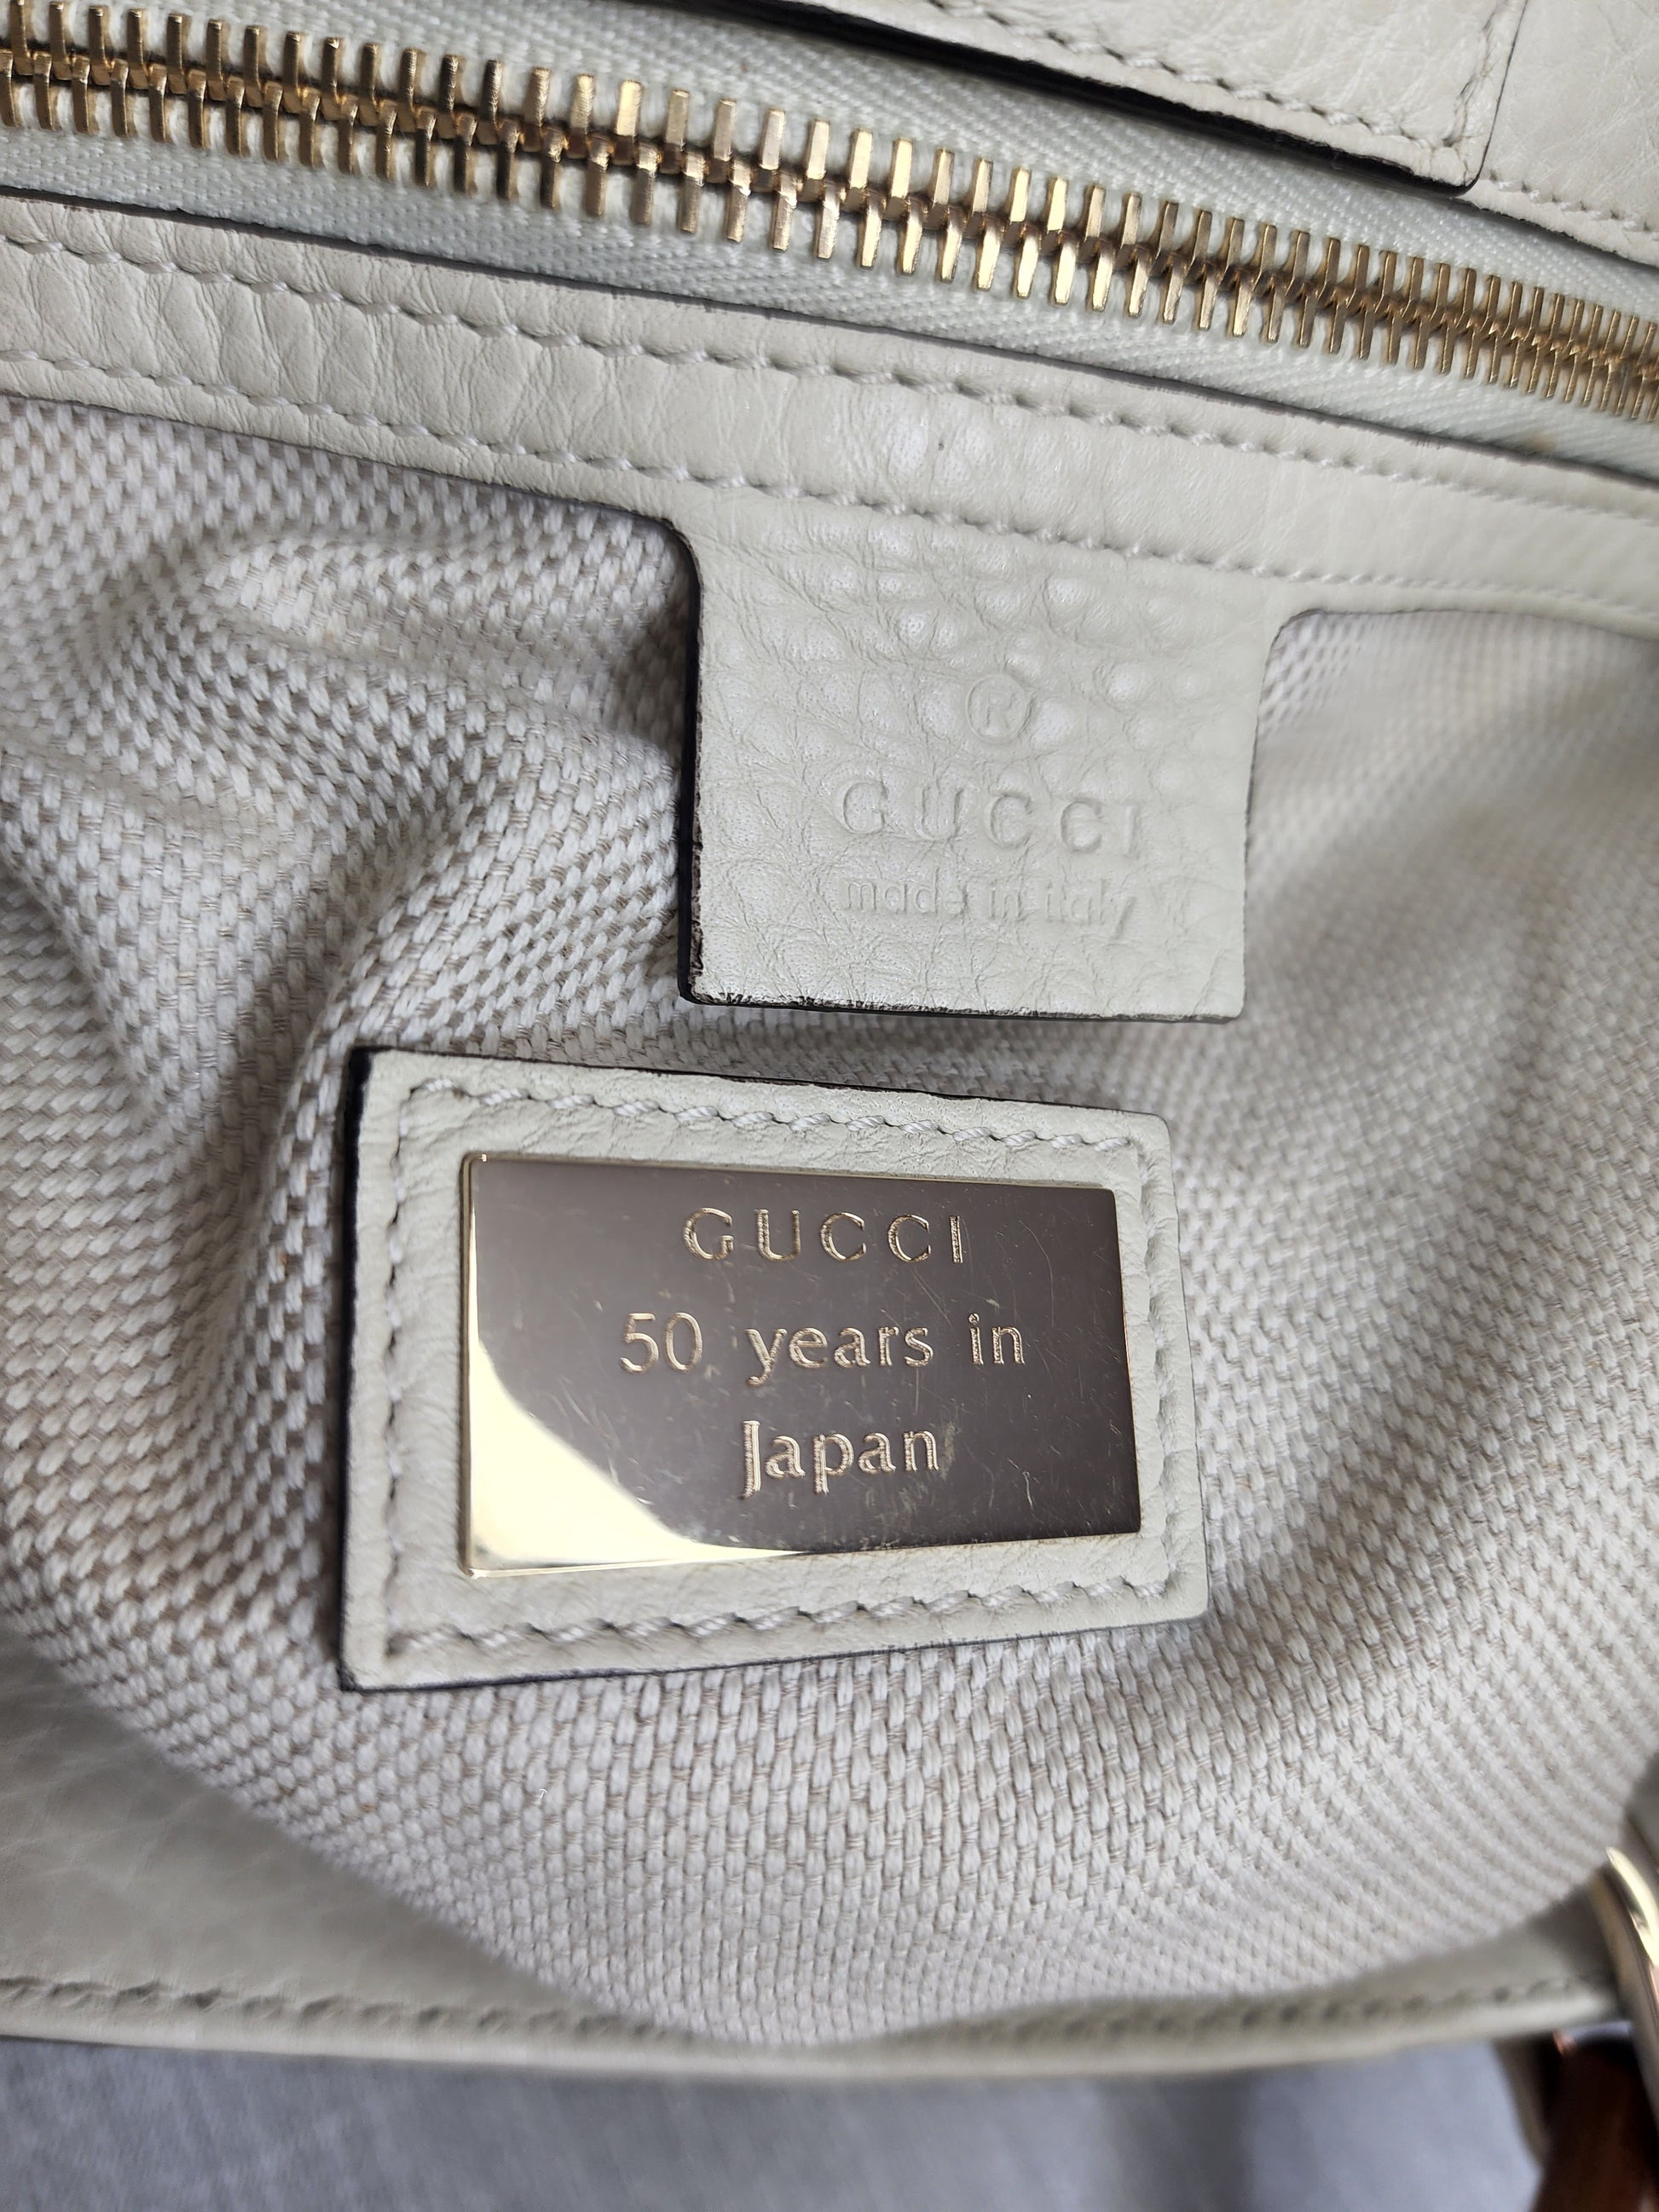 ®
GUCCI
made in italy
GUCCI
50 years in
Japan